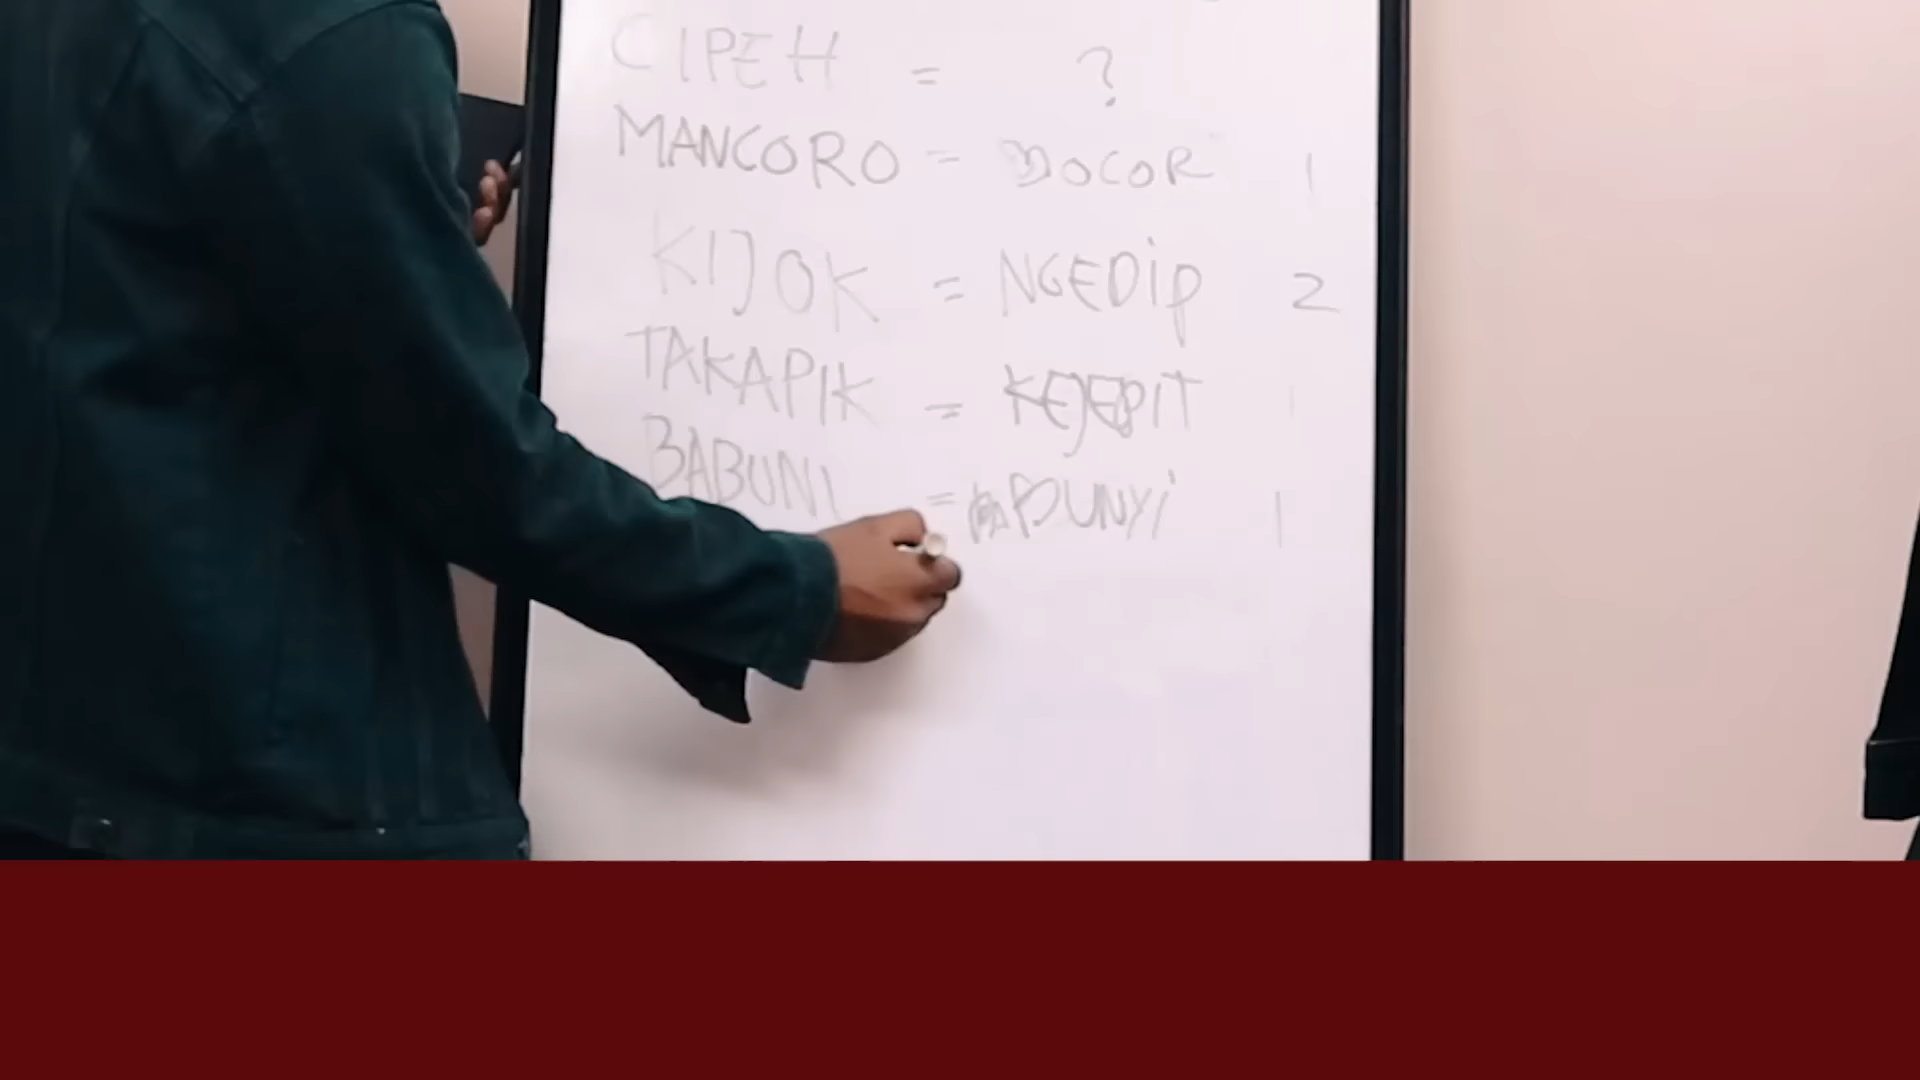 CIPEH = ?
MANCORO = BOCOR 1
KIJOK = NGEDIP 2
TAKAPIK = KEJEPIT 1
BABUNI = BUNYI 1